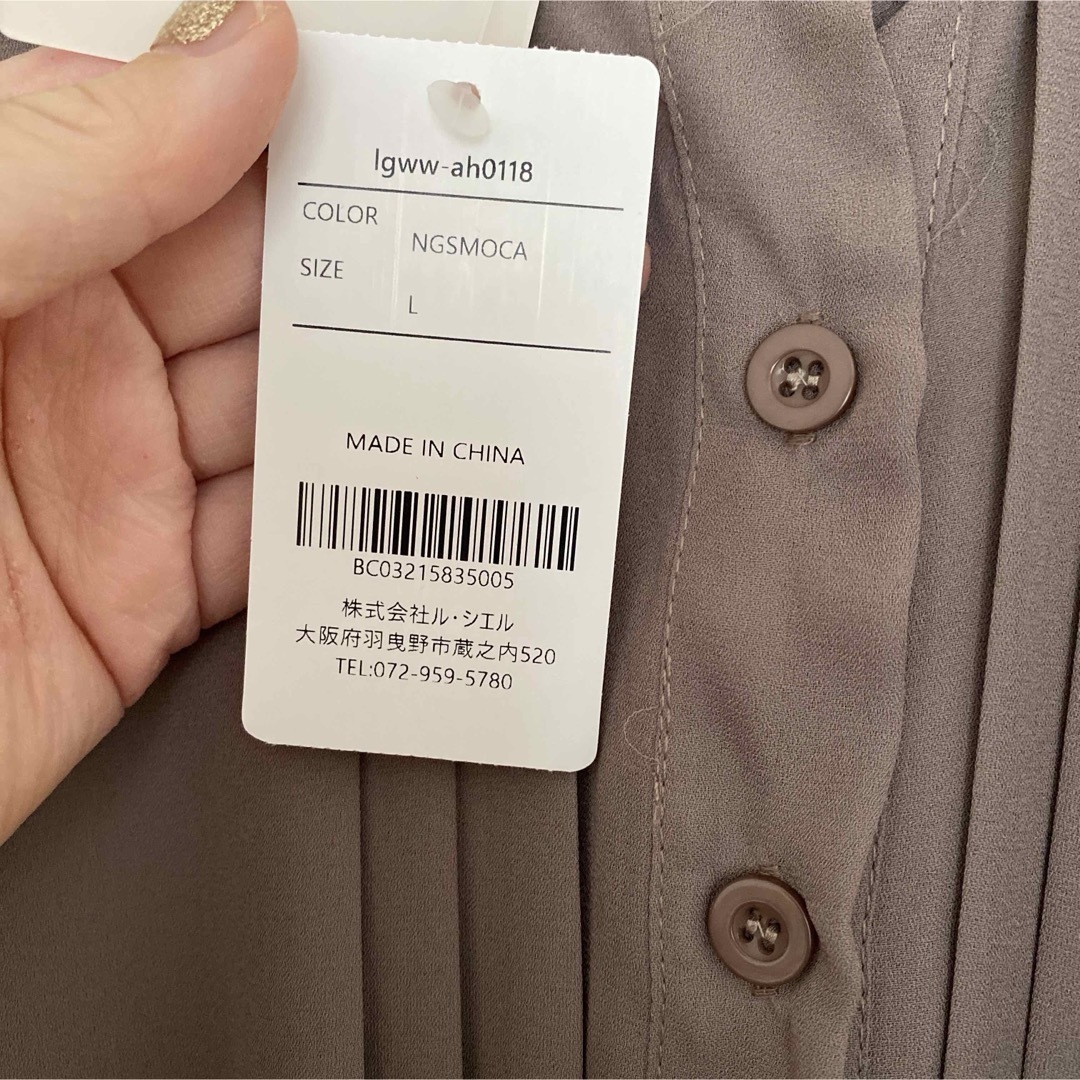 lgww-ah0118
COLOR
NGSMOCA
SIZE
L
MADE IN CHINA
BC03215835005
株式会社ル・シエル
大阪府羽曳野市蔵之内520
TEL:072-959-5780